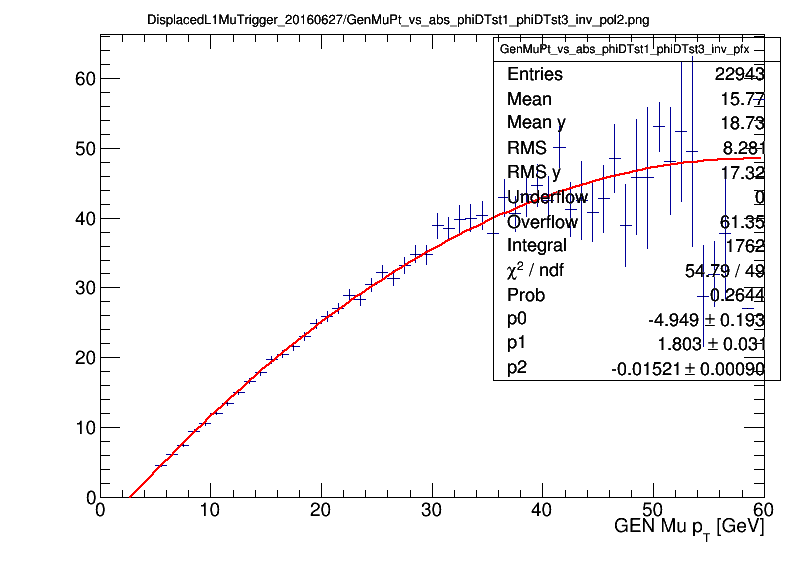 DisplacedL1MuTrigger_20160627/GenMuPt_vs_abs_phiDTst1_phiDTst3_inv_pol2.png
GenMuPt_vs_abs_phiDTst1_phiDTst3_inv_pfx
Entries 22943
Mean 15.77
Mean y 18.73
RMS 8.281
RMS y 17.32
Underflow 0
Overflow 61.35
Integral 1762
χ² / ndf 54.79 / 49
Prob 0.2644
p0 -4.949 ± 0.193
p1 1.803 ± 0.031
p2 -0.01521 ± 0.00090
60
50
40
30
20
10
0
0 10 20 30 40 50 60
GEN Mu p_T [GeV]